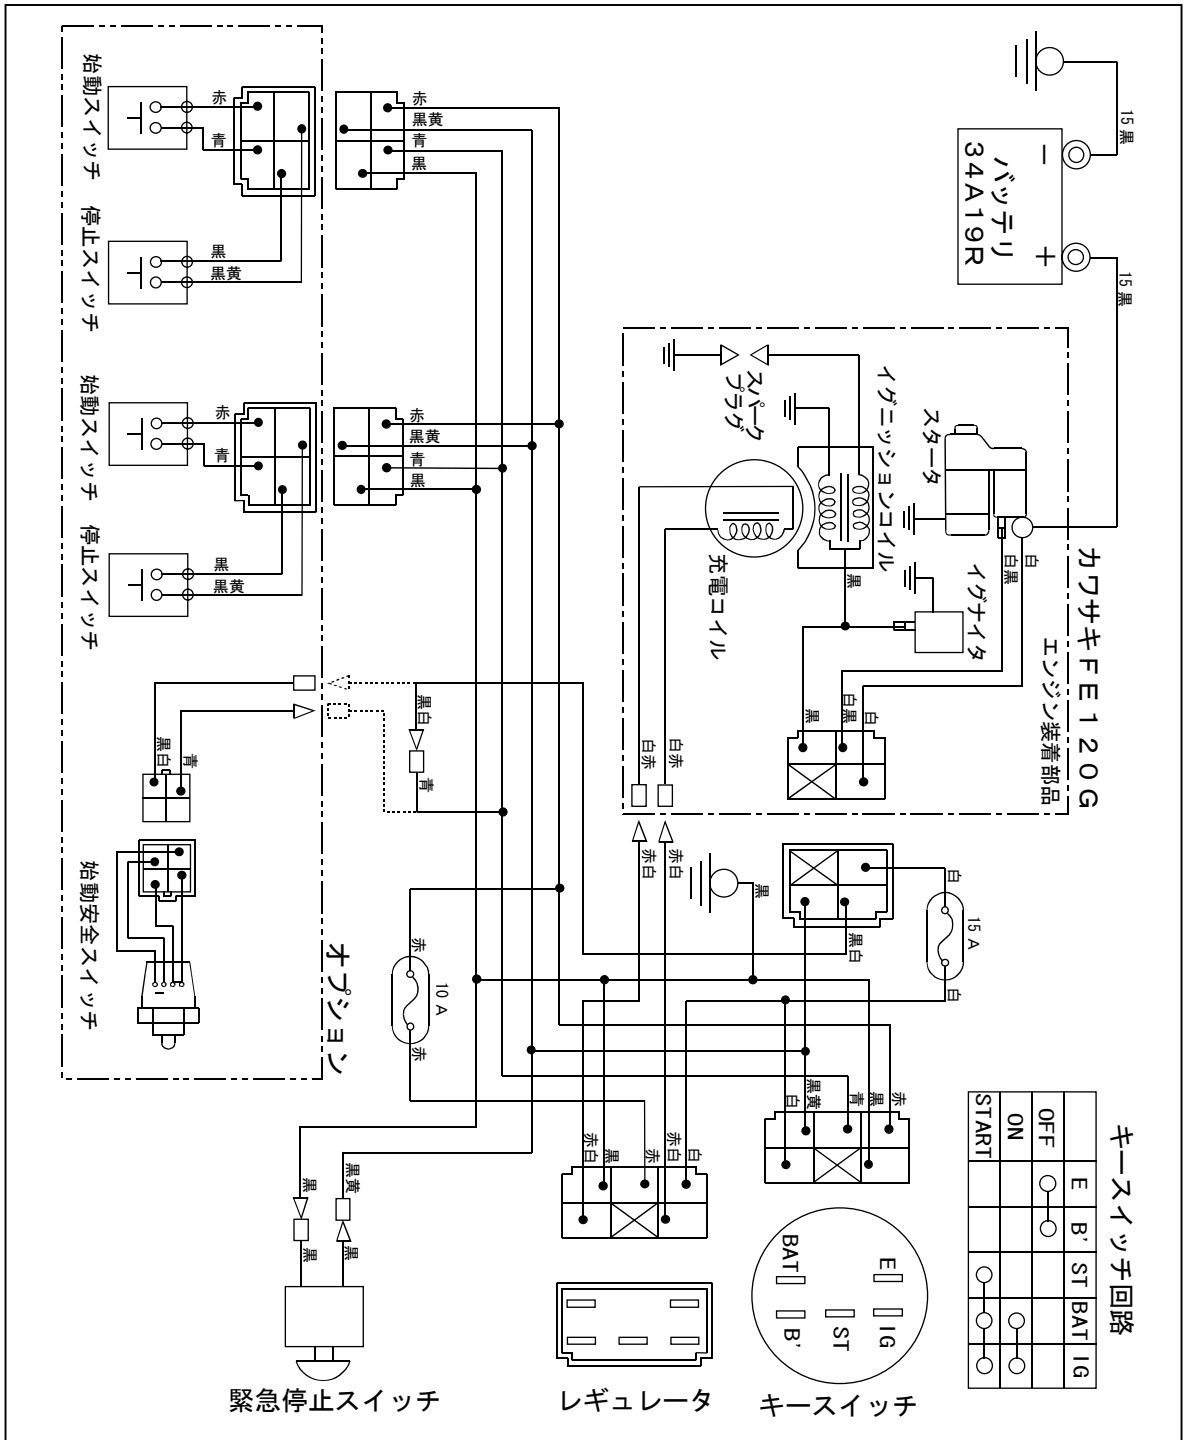 始動スイッチ
赤
青
停止スイッチ
黒
黒黄
赤
黒黄
青
黒
始動スイッチ
赤
青
停止スイッチ
黒
黒黄
赤
黒黄
青
黒
黒白
青
黒白
青
始動安全スイッチ
オプション
15 黒
バッテリ
34A19R
－
＋
15 黒
スパーク
プラグ
イグニッションコイル
スタータ
充電コイル
黒
イグナイタ
白
白黒
カワサキFE120G
エンジン装着部品
黒
白黒
白
白赤
白赤
赤白
赤白
黒
白
15 A
白
黒白
赤
10 A
赤
白
黒黄
青
黒
赤
赤白
黒
赤
赤白
白
黒
黒
黒黄
黒
緊急停止スイッチ
レギュレータ
キースイッチ
BAT
E
B'
ST
IG
キースイッチ回路
E B' ST BAT IG
OFF
ON
START